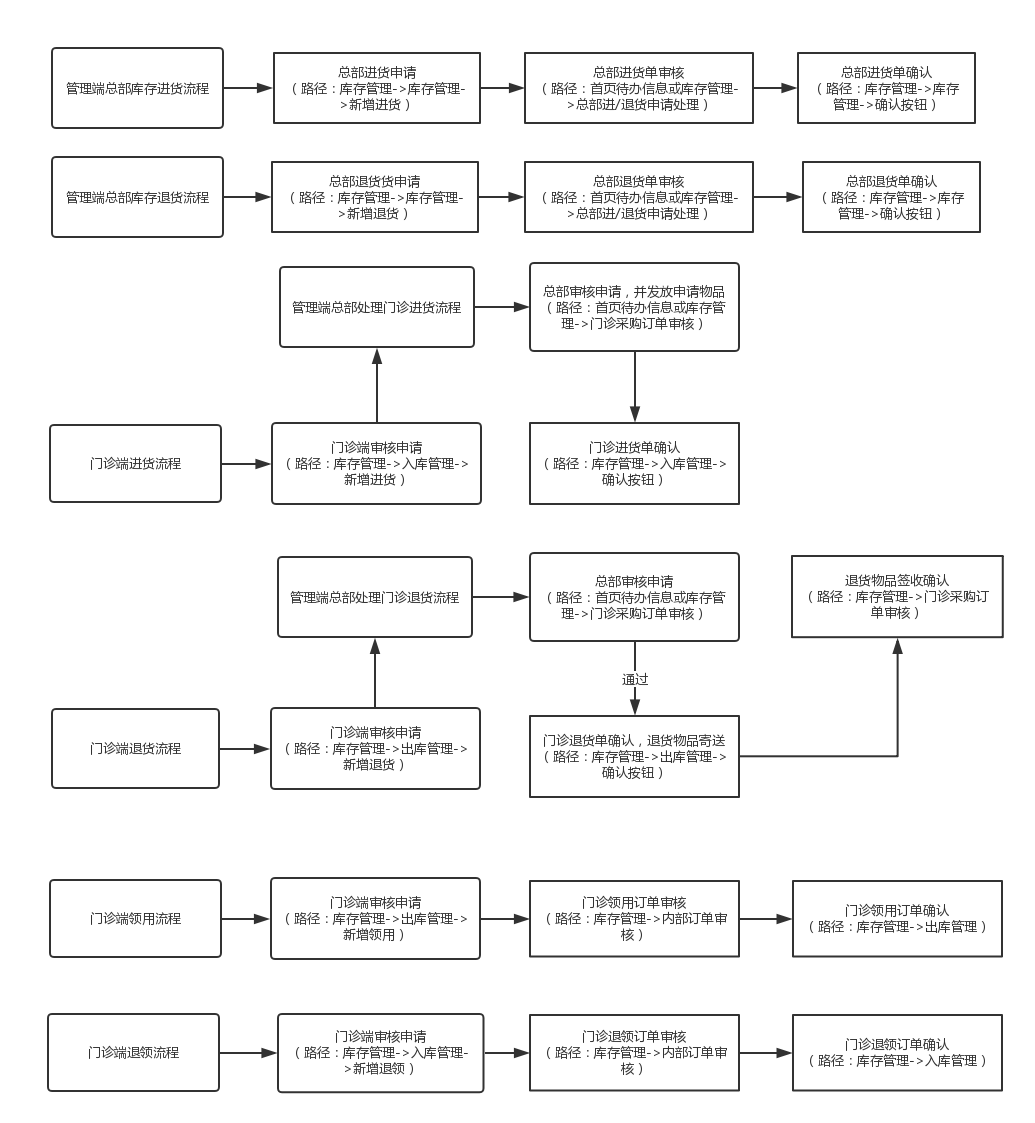 管理端总部库存进货流程
总部进货申请
（路径：库存管理->库存管理-
>新增进货）
总部进货单审核
（路径：首页待办信息或库存管理-
>总部进/退货申请处理）
总部进货单确认
（路径：库存管理->库存
管理->确认按钮）
管理端总部库存退货流程
总部退货货申请
（路径：库存管理->库存管理-
>新增退货）
总部退货单审核
（路径：首页待办信息或库存管理-
>总部进/退货申请处理）
总部退货单确认
（路径：库存管理->库存
管理->确认按钮）
管理端总部处理门诊进货流程
总部审核申请，并发放申请物品
（路径：首页待办信息或库存管
理->门诊采购订单审核）
门诊端进货流程
门诊端审核申请
（路径：库存管理->入库管理->
新增进货）
门诊进货单确认
（路径：库存管理->入库管理->
确认按钮）
管理端总部处理门诊退货流程
总部审核申请
（路径：首页待办信息或库存管
理->门诊采购订单审核）
退货物品签收确认
（路径：库存管理->门诊采购订
单审核）
通过
门诊端退货流程
门诊端审核申请
（路径：库存管理->出库管理->
新增退货）
门诊退货单确认，退货物品寄送
（路径：库存管理->出库管理->
确认按钮）
门诊端领用流程
门诊端审核申请
（路径：库存管理->出库管理->
新增领用）
门诊领用订单审核
（路径：库存管理->内部订单审
核）
门诊领用订单确认
（路径：库存管理->出库管理）
门诊端退领流程
门诊端审核申请
（路径：库存管理->入库管理-
>新增退领）
门诊退领订单审核
（路径：库存管理->内部订单审
核）
门诊退领订单确认
（路径：库存管理->入库管理）